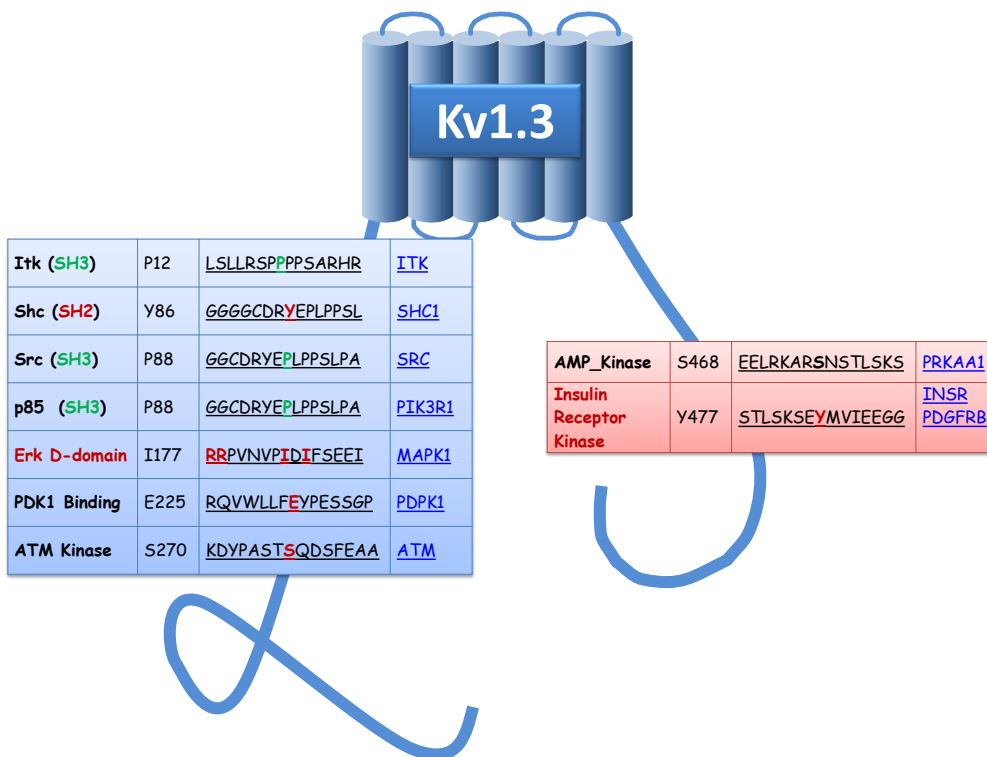 Kv1.3
Itk (SH3) P12 LSLLRSPPPPSARHR ITK
Shc (SH2) Y86 GGGGCDRYEPLPPSL SHC1
Src (SH3) P88 GGCDRYEPLPPSLPA SRC
p85 (SH3) P88 GGCDRYEPLPPSLPA PIK3R1
Erk D-domain I177 RRPVNVPIDIFSEEI MAPK1
PDK1 Binding E225 RQVWLLFEYPESSGP PDPK1
ATM Kinase S270 KDYPASTSQDSFEAA ATM
AMP_Kinase S468 EELRKARSNSTLSKS PRKAA1
Insulin
Receptor
Kinase
Y477 STLSKSEYMVIEEGG
INSR
PDGFRB